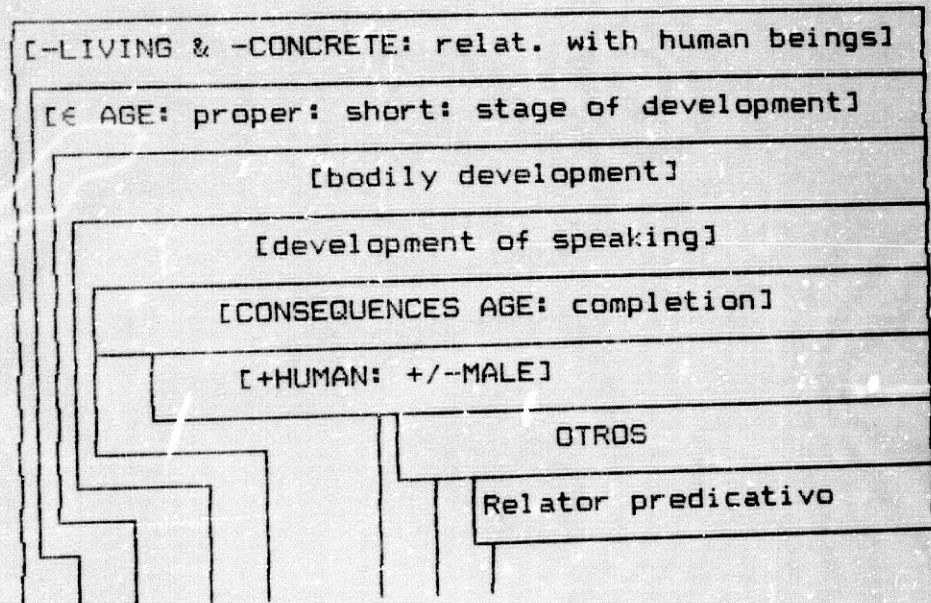 [-LIVING & -CONCRETE: relat. with human beings]
[∈ AGE: proper: short: stage of development]
[bodily development]
[development of speaking]
[CONSEQUENCES AGE: completion]
[+HUMAN: +/-MALE]
OTROS
Relator predicativo